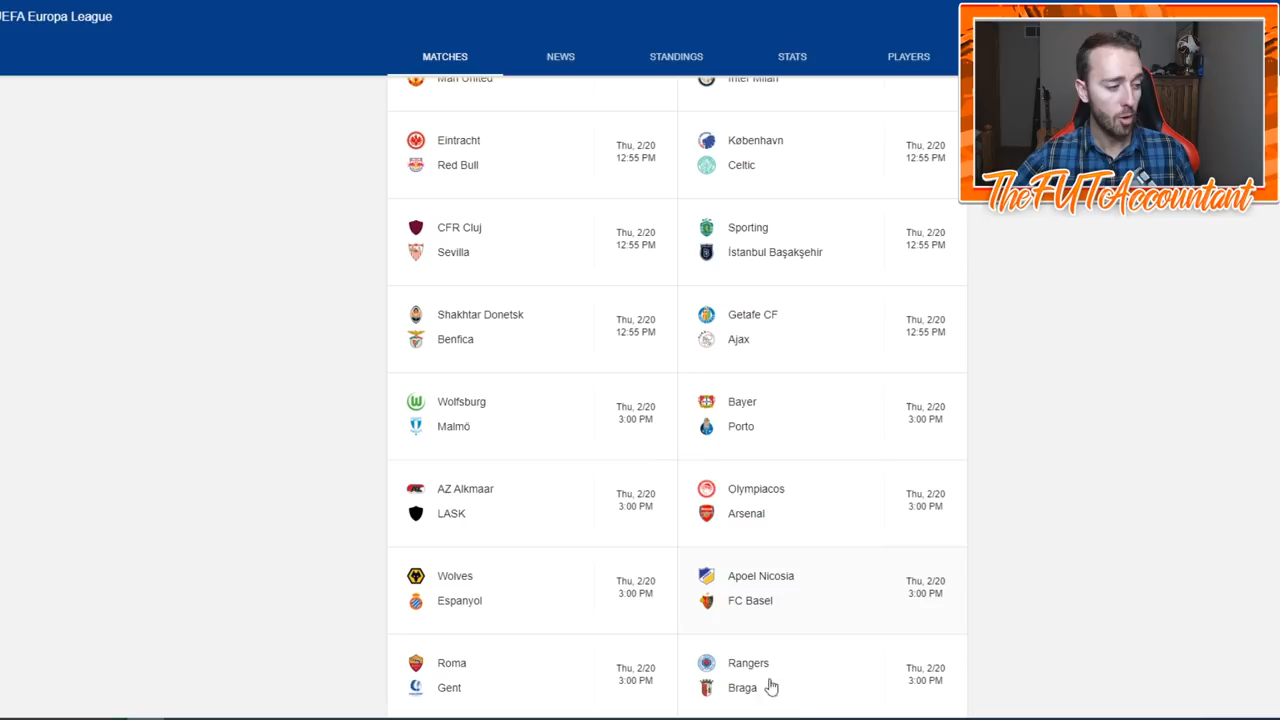 UEFA Europa League
MATCHES NEWS STANDINGS STATS PLAYERS
Man United
Inter Milan
Eintracht
Red Bull
Thu, 2/20
12:55 PM
København
Celtic
Thu, 2/20
12:55 PM
CFR Cluj
Sevilla
Thu, 2/20
12:55 PM
Sporting
İstanbul Başakşehir
Thu, 2/20
12:55 PM
Shakhtar Donetsk
Benfica
Thu, 2/20
12:55 PM
Getafe CF
Ajax
Thu, 2/20
12:55 PM
Wolfsburg
Malmö
Thu, 2/20
3:00 PM
Bayer
Porto
Thu, 2/20
3:00 PM
AZ Alkmaar
LASK
Thu, 2/20
3:00 PM
Olympiacos
Arsenal
Thu, 2/20
3:00 PM
Wolves
Espanyol
Thu, 2/20
3:00 PM
Apoel Nicosia
FC Basel
Thu, 2/20
3:00 PM
Roma
Gent
Thu, 2/20
3:00 PM
Rangers
Braga
Thu, 2/20
3:00 PM
TheFUTAccountant